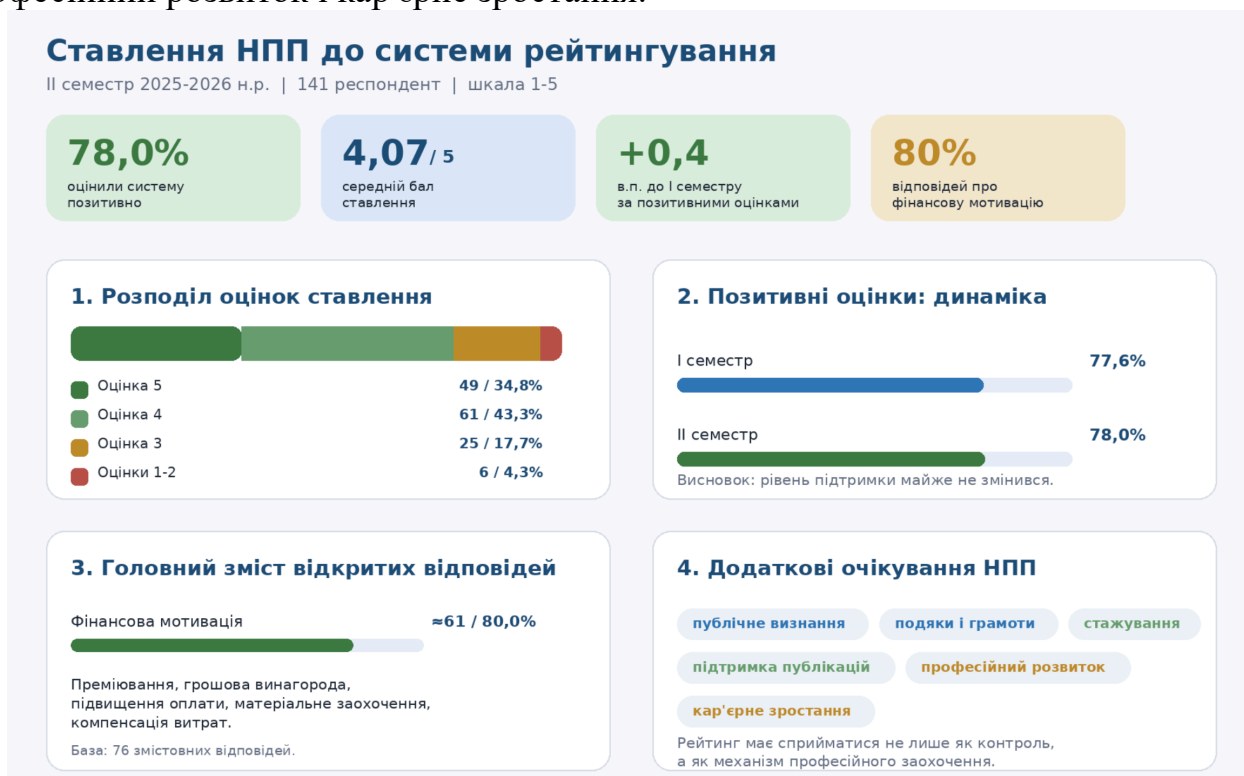 професійний розвиток і кар'єрне зростання.
Ставлення НПП до системи рейтингування
II семестр 2025-2026 н.р. | 141 респондент | шкала 1-5
78,0%
оцінили систему
позитивно
4,07/ 5
середній бал
ставлення
+0,4
в.п. до I семестру
за позитивними оцінками
80%
відповідей про
фінансову мотивацію
1. Розподіл оцінок ставлення
Оцінка 5 49 / 34,8%
Оцінка 4 61 / 43,3%
Оцінка 3 25 / 17,7%
Оцінки 1-2 6 / 4,3%
2. Позитивні оцінки: динаміка
I семестр 77,6%
II семестр 78,0%
Висновок: рівень підтримки майже не змінився.
3. Головний зміст відкритих відповідей
Фінансова мотивація ≈61 / 80,0%
Преміювання, грошова винагорода,
підвищення оплати, матеріальне заохочення,
компенсація витрат.
База: 76 змістовних відповідей.
4. Додаткові очікування НПП
публічне визнання подяки і грамоти стажування
підтримка публікацій професійний розвиток
кар'єрне зростання
Рейтинг має сприйматися не лише як контроль,
а як механізм професійного заохочення.